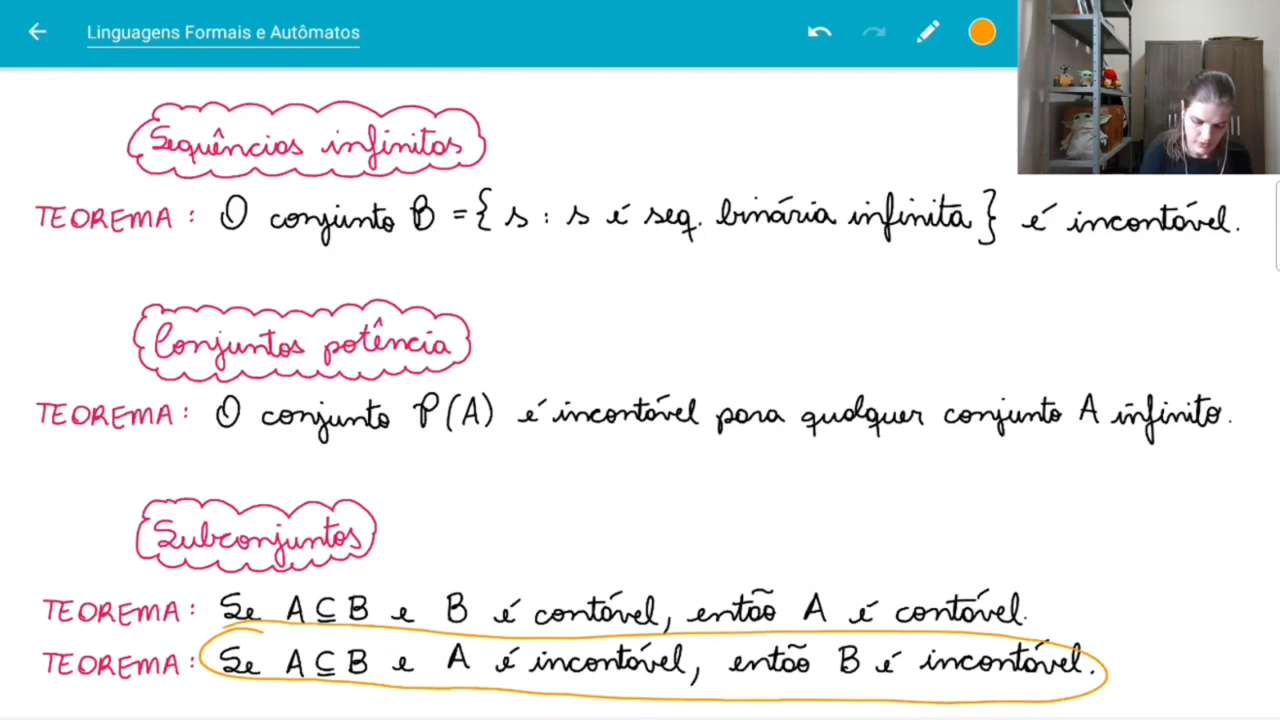 Linguagens Formais e Autômatos
Sequências infinitas
TEOREMA: O conjunto B = { s : s é seq. binária infinita } é incontável.
Conjuntos potência
TEOREMA: O conjunto P(A) é incontável para qualquer conjunto A infinito.
Subconjuntos
TEOREMA: Se A ⊆ B e B é contável, então A é contável.
TEOREMA: Se A ⊆ B e A é incontável, então B é incontável.